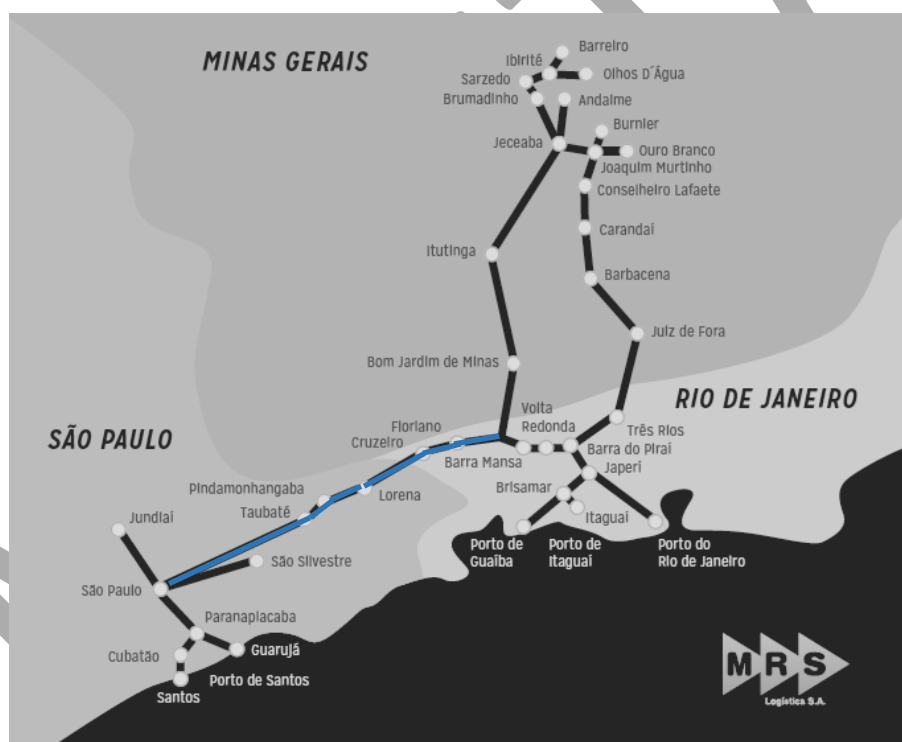 MINAS GERAIS
Barreiro
Ibirité
Olhos D´Água
Sarzedo
Brumadinho
Andaime
Burnier
Jeceaba
Ouro Branco
Joaquim Murtinho
Conselheiro Lafaete
Carandaí
Itutinga
Barbacena
Juiz de Fora
Bom Jardim de Minas
RIO DE JANEIRO
Volta
Redonda
Floriano
Cruzeiro
Três Rios
SÃO PAULO
Barra Mansa
Barra do Piraí
Japerí
Pindamonhangaba
Lorena
Brisamar
Taubaté
Itaguaí
Jundiaí
Porto de
Guaíba
Porto de
Itaguaí
Porto do
Rio de Janeiro
São Silvestre
São Paulo
Paranapiacaba
Guarujá
Cubatão
Porto de Santos
Santos
MRS
Logística S.A.